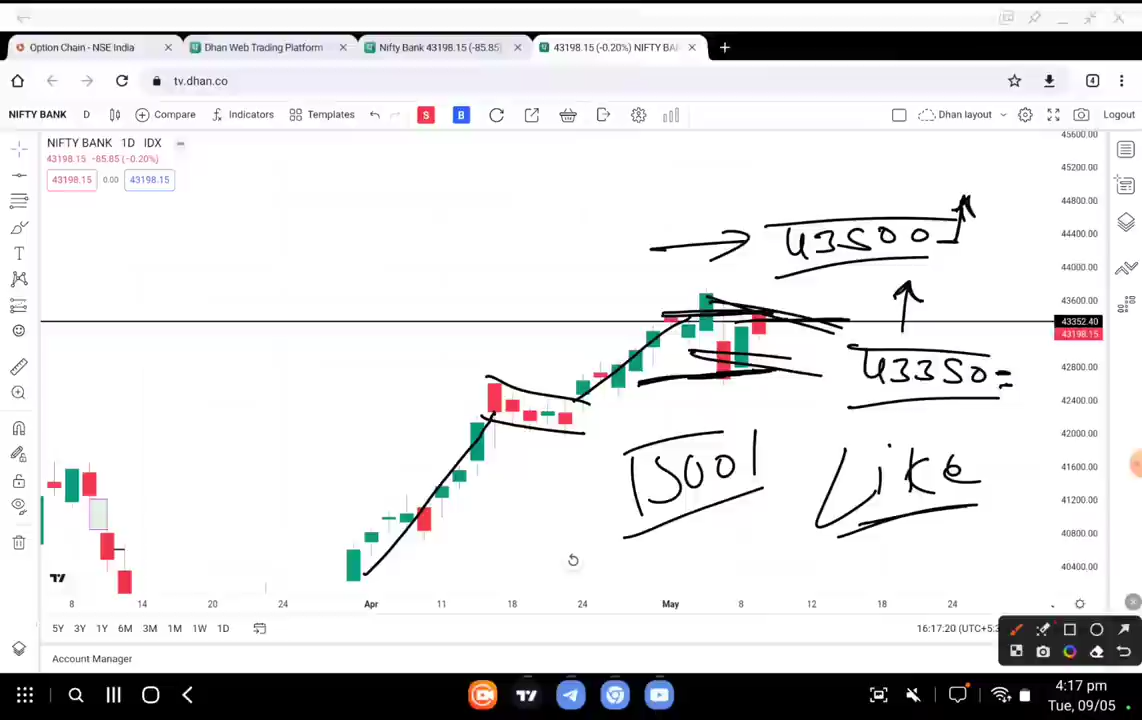 Option Chain - NSE India
Dhan Web Trading Platform
Nifty Bank 43198.15 (-85.85)
43198.15 (-0.20%) NIFTY BA
tv.dhan.co
4
NIFTY BANK D Compare Indicators Templates S B Dhan layout Logout
NIFTY BANK 1D IDX
43198.15 -85.85 (-0.20%)
43198.15 0.00 43198.15
45600.00
45200.00
44800.00
44400.00
44000.00
43600.00
43352.40
43198.15
42800.00
42400.00
42000.00
41600.00
41200.00
40800.00
40400.00
43500
43350=
Like
8 14 20 24 Apr 11 18 24 May 8 12 18 24
5Y 3Y 1Y 6M 3M 1M 1W 1D
16:17:20 (UTC+5:3
Account Manager
4:17 pm
Tue, 09/05